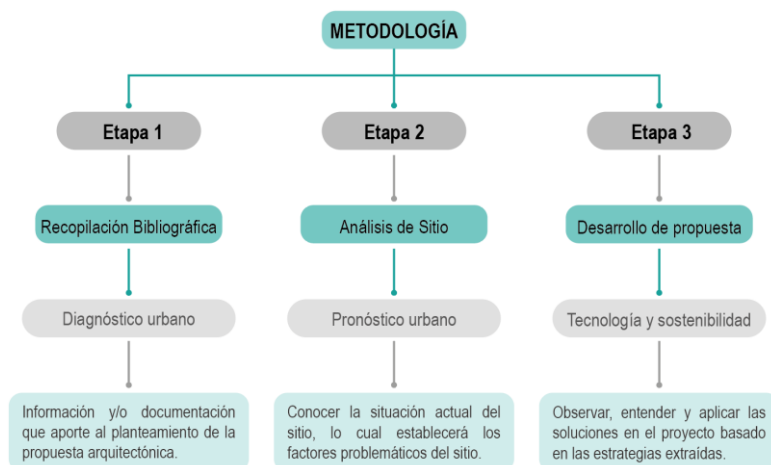 METODOLOGÍA
Etapa 1
Etapa 2
Etapa 3
Recopilación Bibliográfica
Análisis de Sitio
Desarrollo de propuesta
Diagnóstico urbano
Pronóstico urbano
Tecnología y sostenibilidad
Información y/o documentación
que aporte al planteamiento de la
propuesta arquitectónica.
Conocer la situación actual del
sitio, lo cual establecerá los
factores problemáticos del sitio.
Observar, entender y aplicar las
soluciones en el proyecto basado
en las estrategias extraídas.